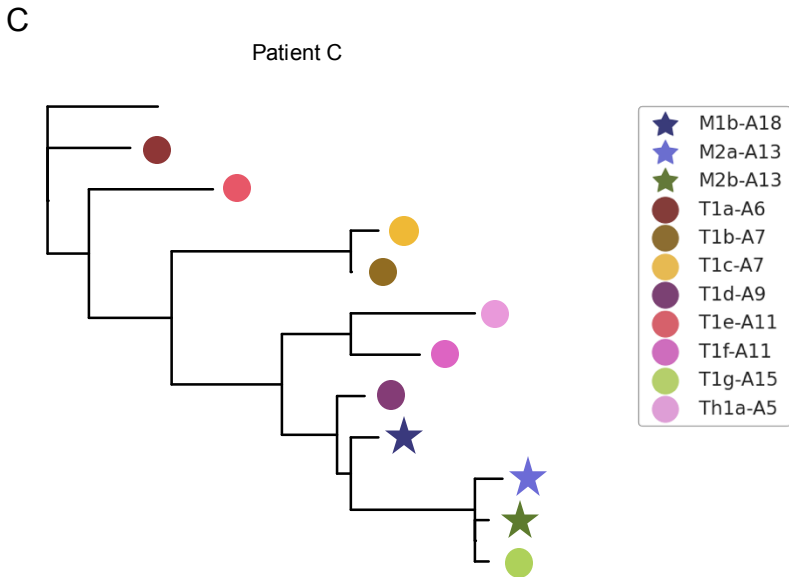 C
Patient C
M1b-A18
M2a-A13
M2b-A13
T1a-A6
T1b-A7
T1c-A7
T1d-A9
T1e-A11
T1f-A11
T1g-A15
Th1a-A5